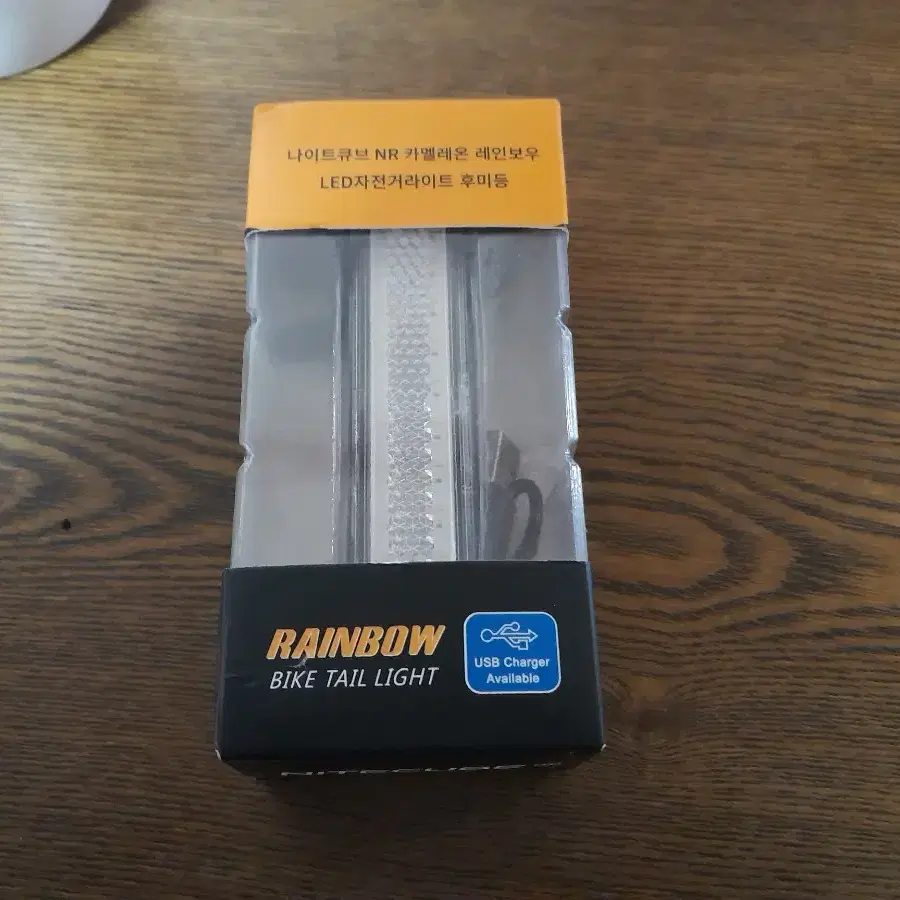 나이트큐브 NR 카멜레온 레인보우
LED자전거라이트 후미등
RAINBOW
BIKE TAIL LIGHT
USB Charger
Available